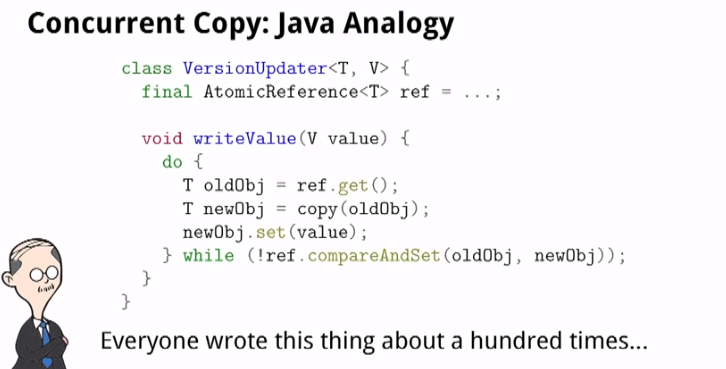 Concurrent Copy: Java Analogy
class VersionUpdater<T, V> {
final AtomicReference<T> ref = ...;
void writeValue(V value) {
do {
T oldObj = ref.get();
T newObj = copy(oldObj);
newObj.set(value);
} while (!ref.compareAndSet(oldObj, newObj));
}
}
Everyone wrote this thing about a hundred times...